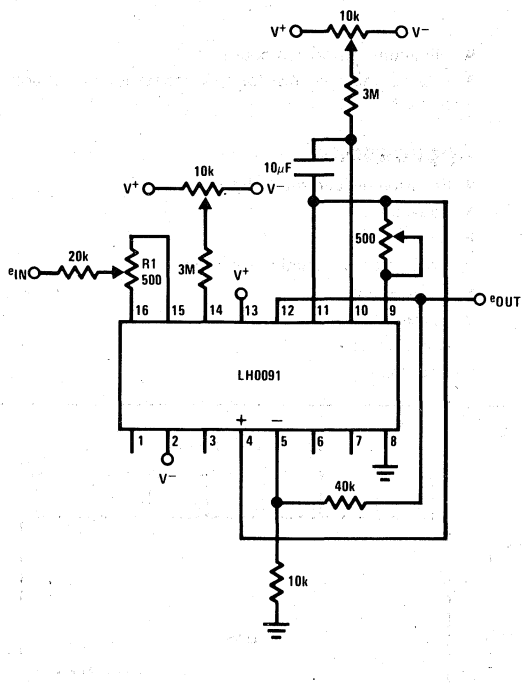 10k
V+ V−
3M
10µF
10k
V+ V−
500
20k
eIN
R1
500
3M
V+
eOUT
16 15 14 13 12 11 10 9
LH0091
+ −
1 2 3 4 5 6 7 8
V−
40k
10k